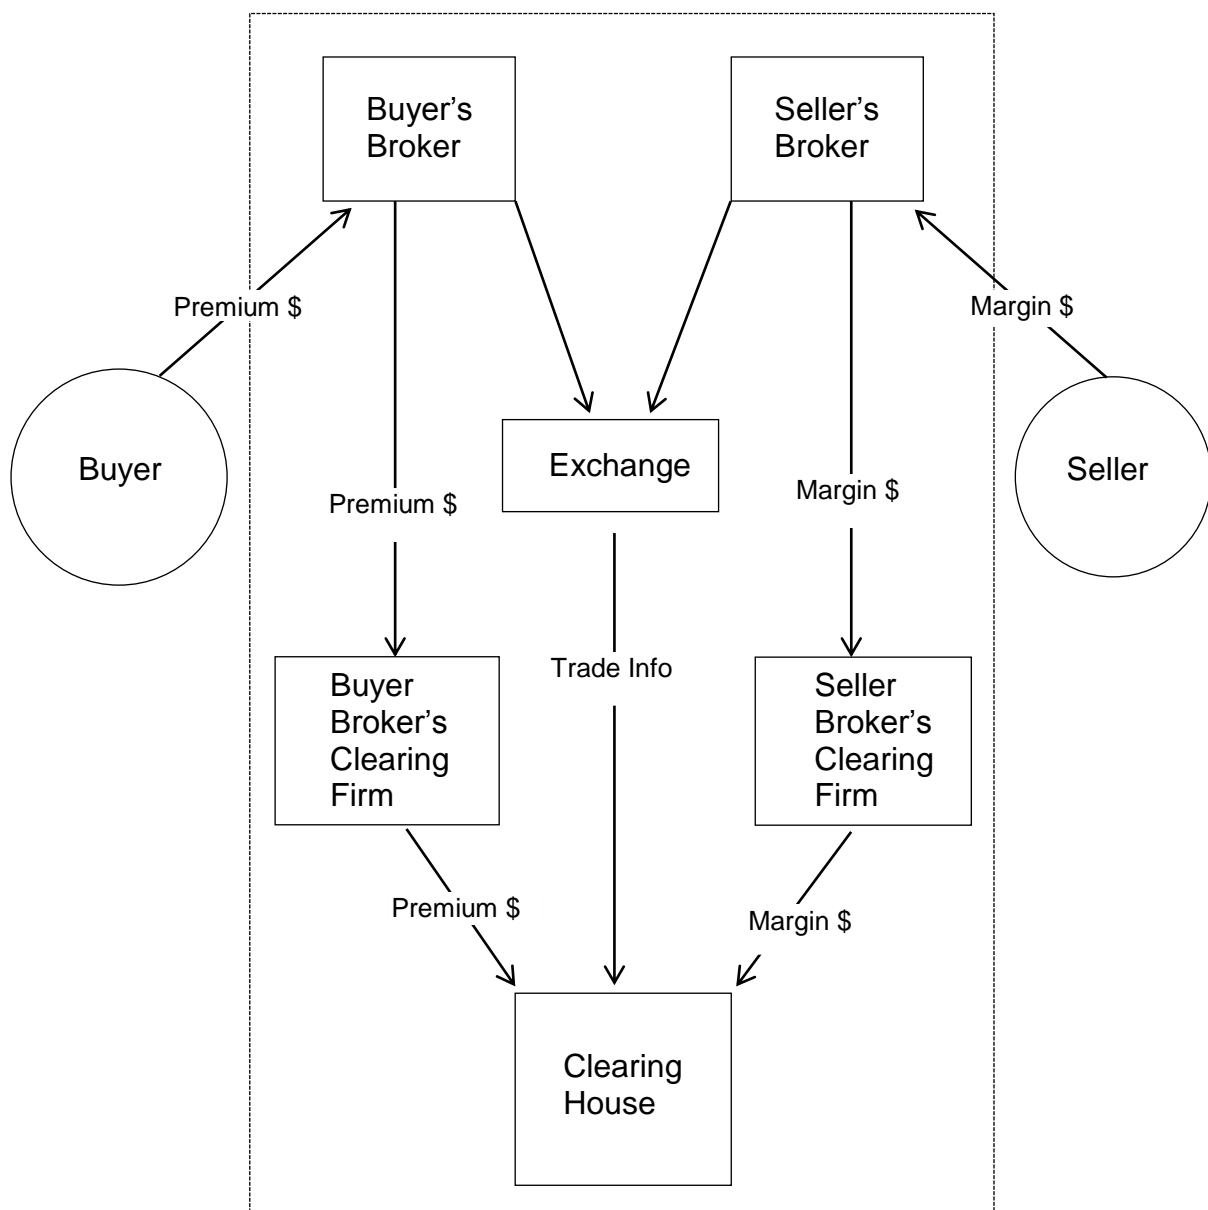 Buyer’s
Broker
Seller’s
Broker
Premium $
Margin $
Buyer
Exchange
Seller
Premium $
Margin $
Trade Info
Buyer
Broker’s
Clearing
Firm
Seller
Broker’s
Clearing
Firm
Premium $
Margin $
Clearing
House